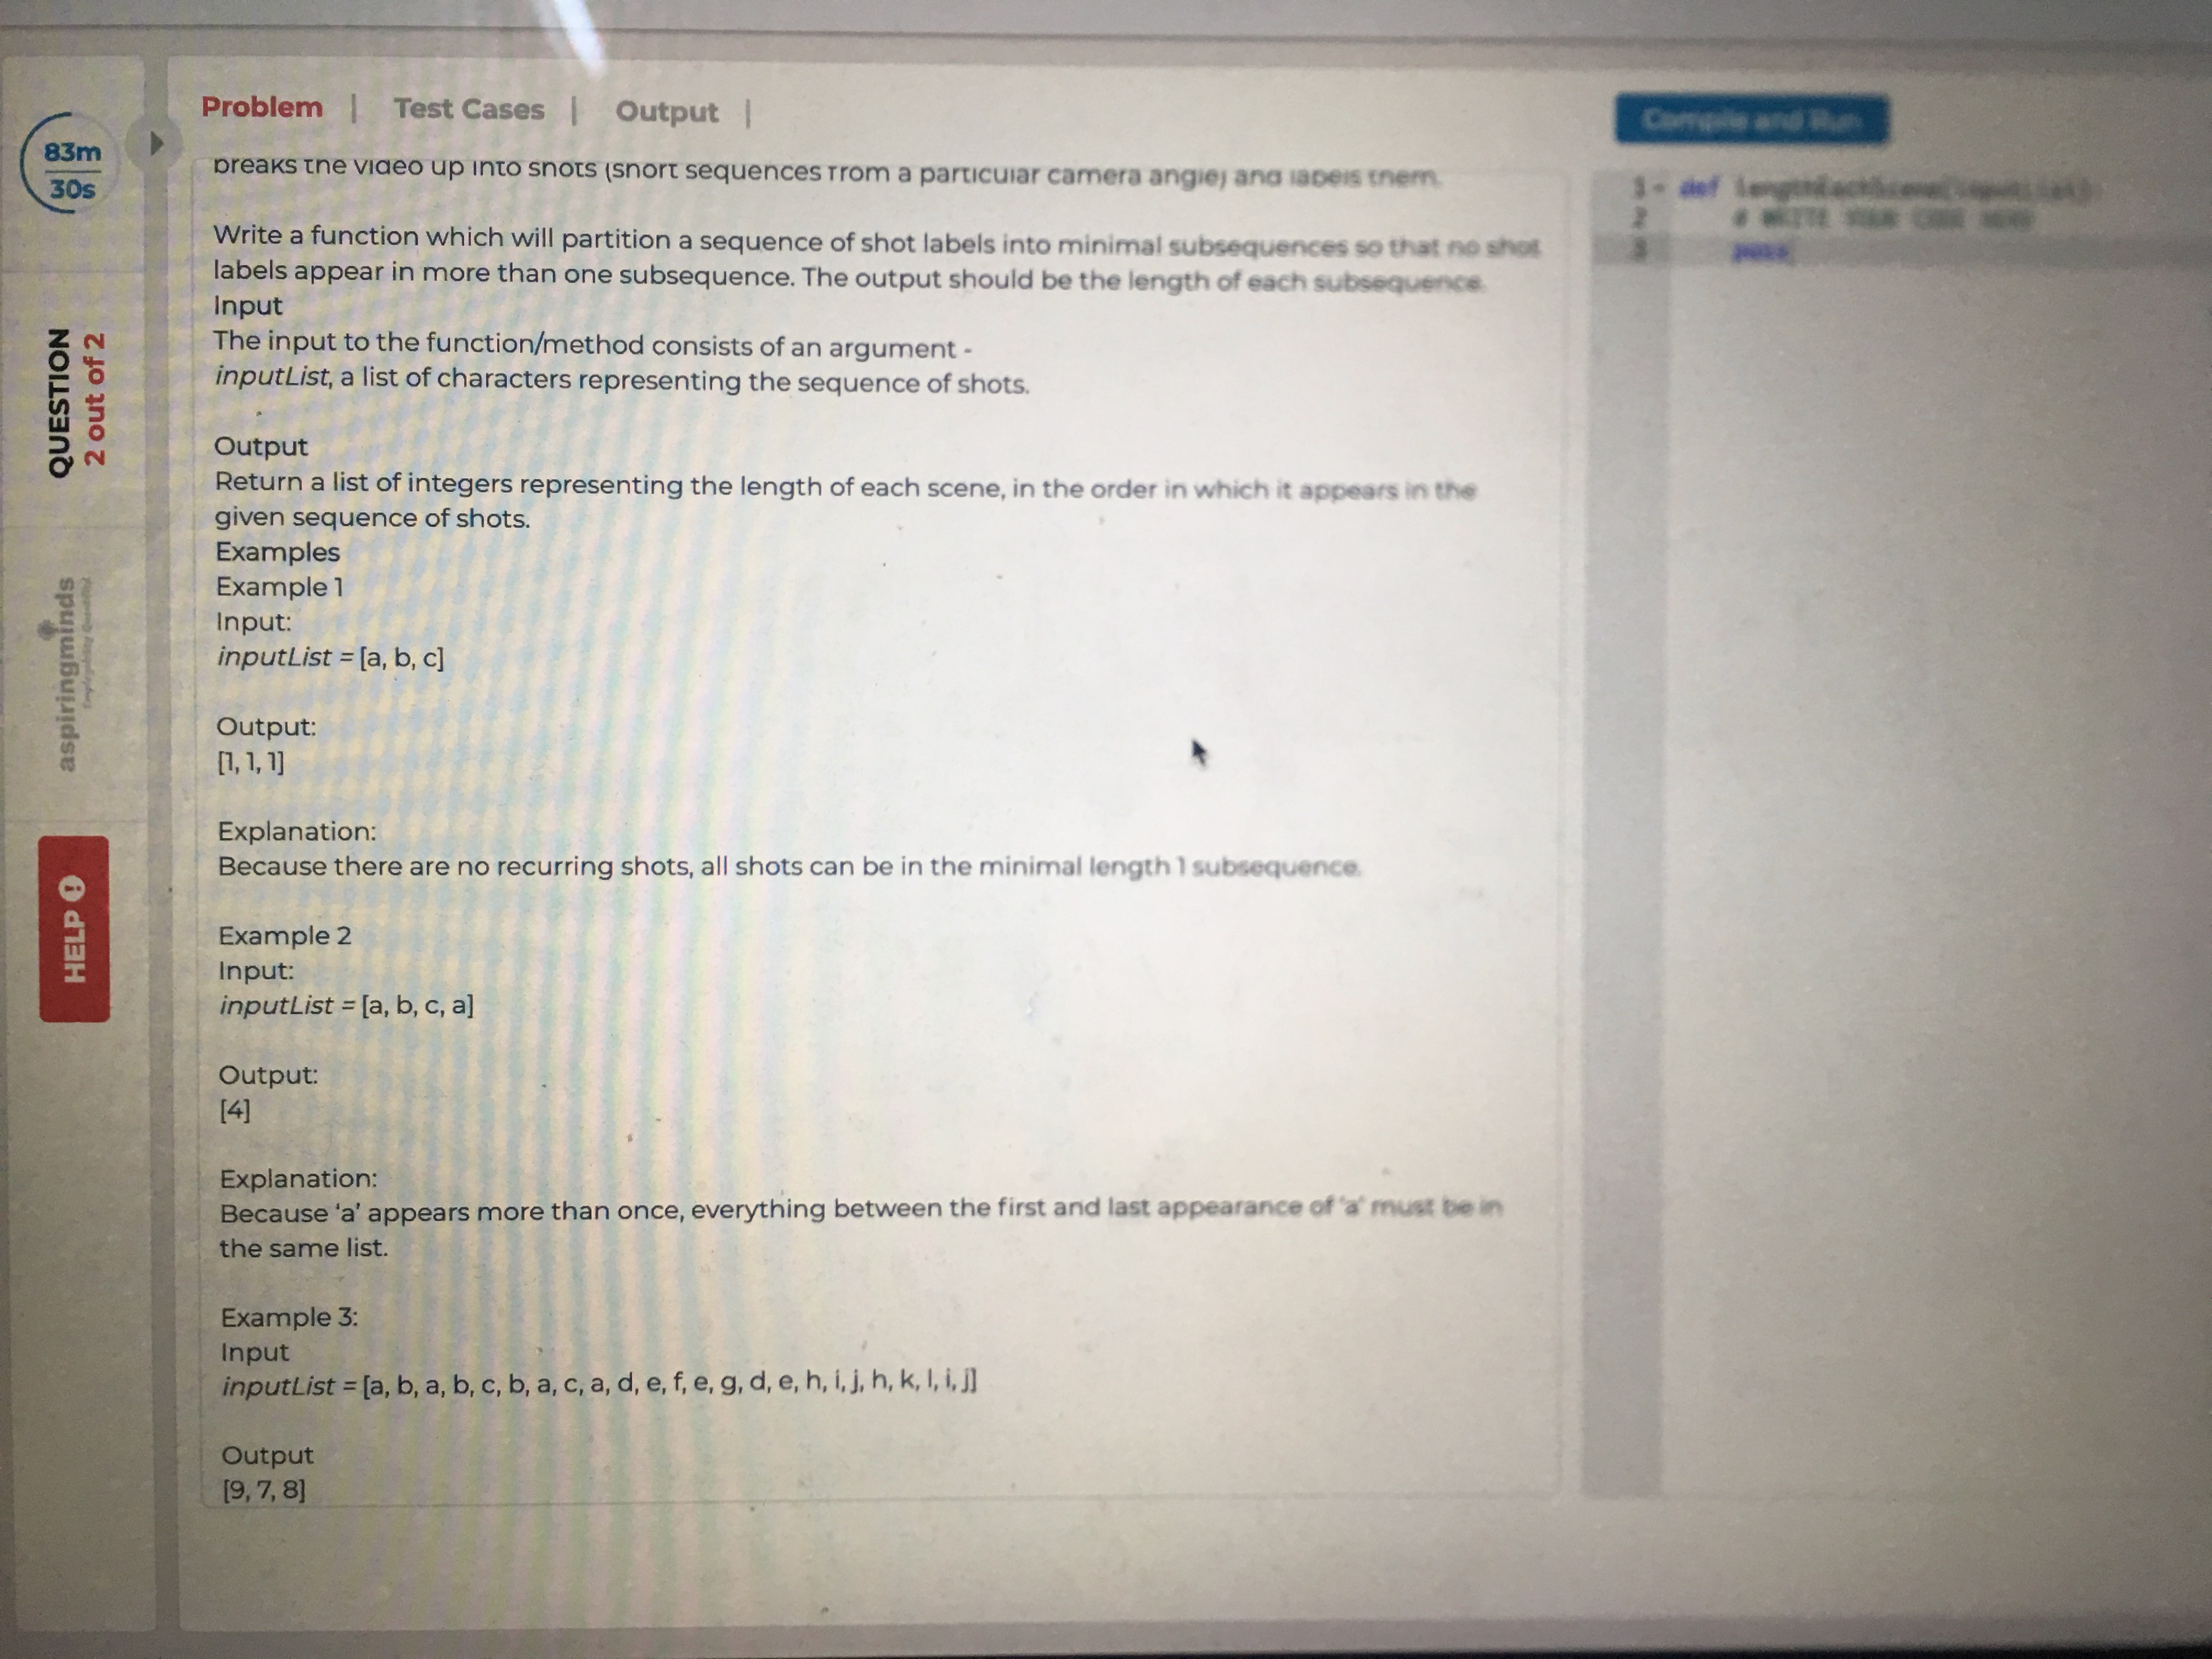 83m
30s
QUESTION
2 out of 2
aspiringminds
HELP !
Problem | Test Cases | Output |
breaks the video up into shots (short sequences from a particular camera angle) and labels them.
Write a function which will partition a sequence of shot labels into minimal subsequences so that no shot
labels appear in more than one subsequence. The output should be the length of each subsequence.
Input
The input to the function/method consists of an argument -
inputList, a list of characters representing the sequence of shots.
Output
Return a list of integers representing the length of each scene, in the order in which it appears in the
given sequence of shots.
Examples
Example 1
Input:
inputList = [a, b, c]
Output:
[1, 1, 1]
Explanation:
Because there are no recurring shots, all shots can be in the minimal length 1 subsequence.
Example 2
Input:
inputList = [a, b, c, a]
Output:
[4]
Explanation:
Because 'a' appears more than once, everything between the first and last appearance of 'a' must be in
the same list.
Example 3:
Input
inputList = [a, b, a, b, c, b, a, c, a, d, e, f, e, g, d, e, h, i, j, h, k, l, i, j]
Output
[9, 7, 8]
Compile and Run
1 def
2 # WRITE YOUR CODE HERE
3 pass